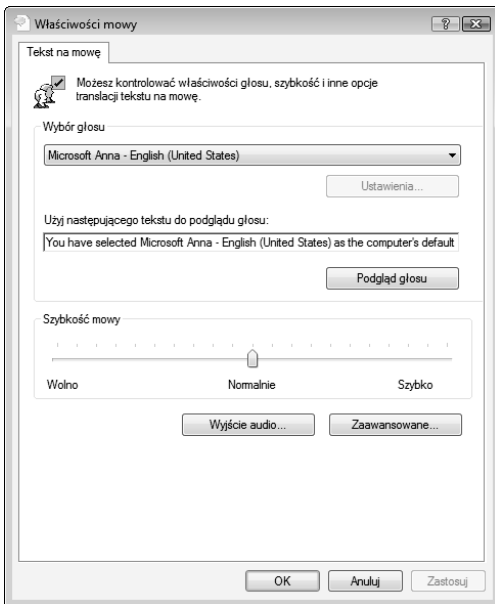 Właściwości mowy
Tekst na mowę
Możesz kontrolować właściwości głosu, szybkość i inne opcje
translacji tekstu na mowę.
Wybór głosu
Microsoft Anna - English (United States)
Ustawienia...
Użyj następującego tekstu do podglądu głosu:
You have selected Microsoft Anna - English (United States) as the computer's default
Podgląd głosu
Szybkość mowy
Wolno Normalnie Szybko
Wyjście audio... Zaawansowane...
OK Anuluj Zastosuj